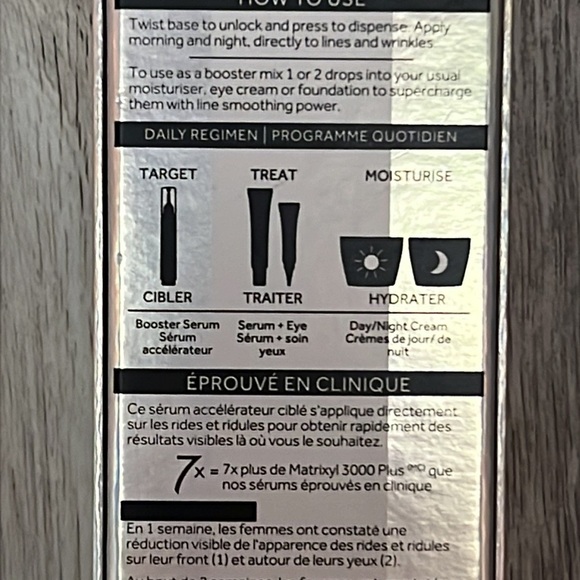 HOW TO USE
Twist base to unlock and press to dispense. Apply
morning and night, directly to lines and wrinkles.
To use as a booster mix 1 or 2 drops into your usual
moisturiser, eye cream or foundation to supercharge
them with line smoothing power.
DAILY REGIMEN | PROGRAMME QUOTIDIEN
TARGET TREAT MOISTURISE
CIBLER TRAITER HYDRATER
Booster Serum Serum + Eye Day/Night Cream
Sérum Sérum + soin Crèmes de jour/ de
accélérateur yeux nuit
ÉPROUVÉ EN CLINIQUE
Ce sérum accélérateur ciblé s'applique directement
sur les rides et ridules pour obtenir rapidement des
résultats visibles là où vous le souhaitez.
7x = 7x plus de Matrixyl 3000 Plus que
nos sérums éprouvés en clinique
En 1 semaine, les femmes ont constaté une
réduction visible de l'apparence des rides et ridules
sur leur front (1) et autour de leurs yeux (2).